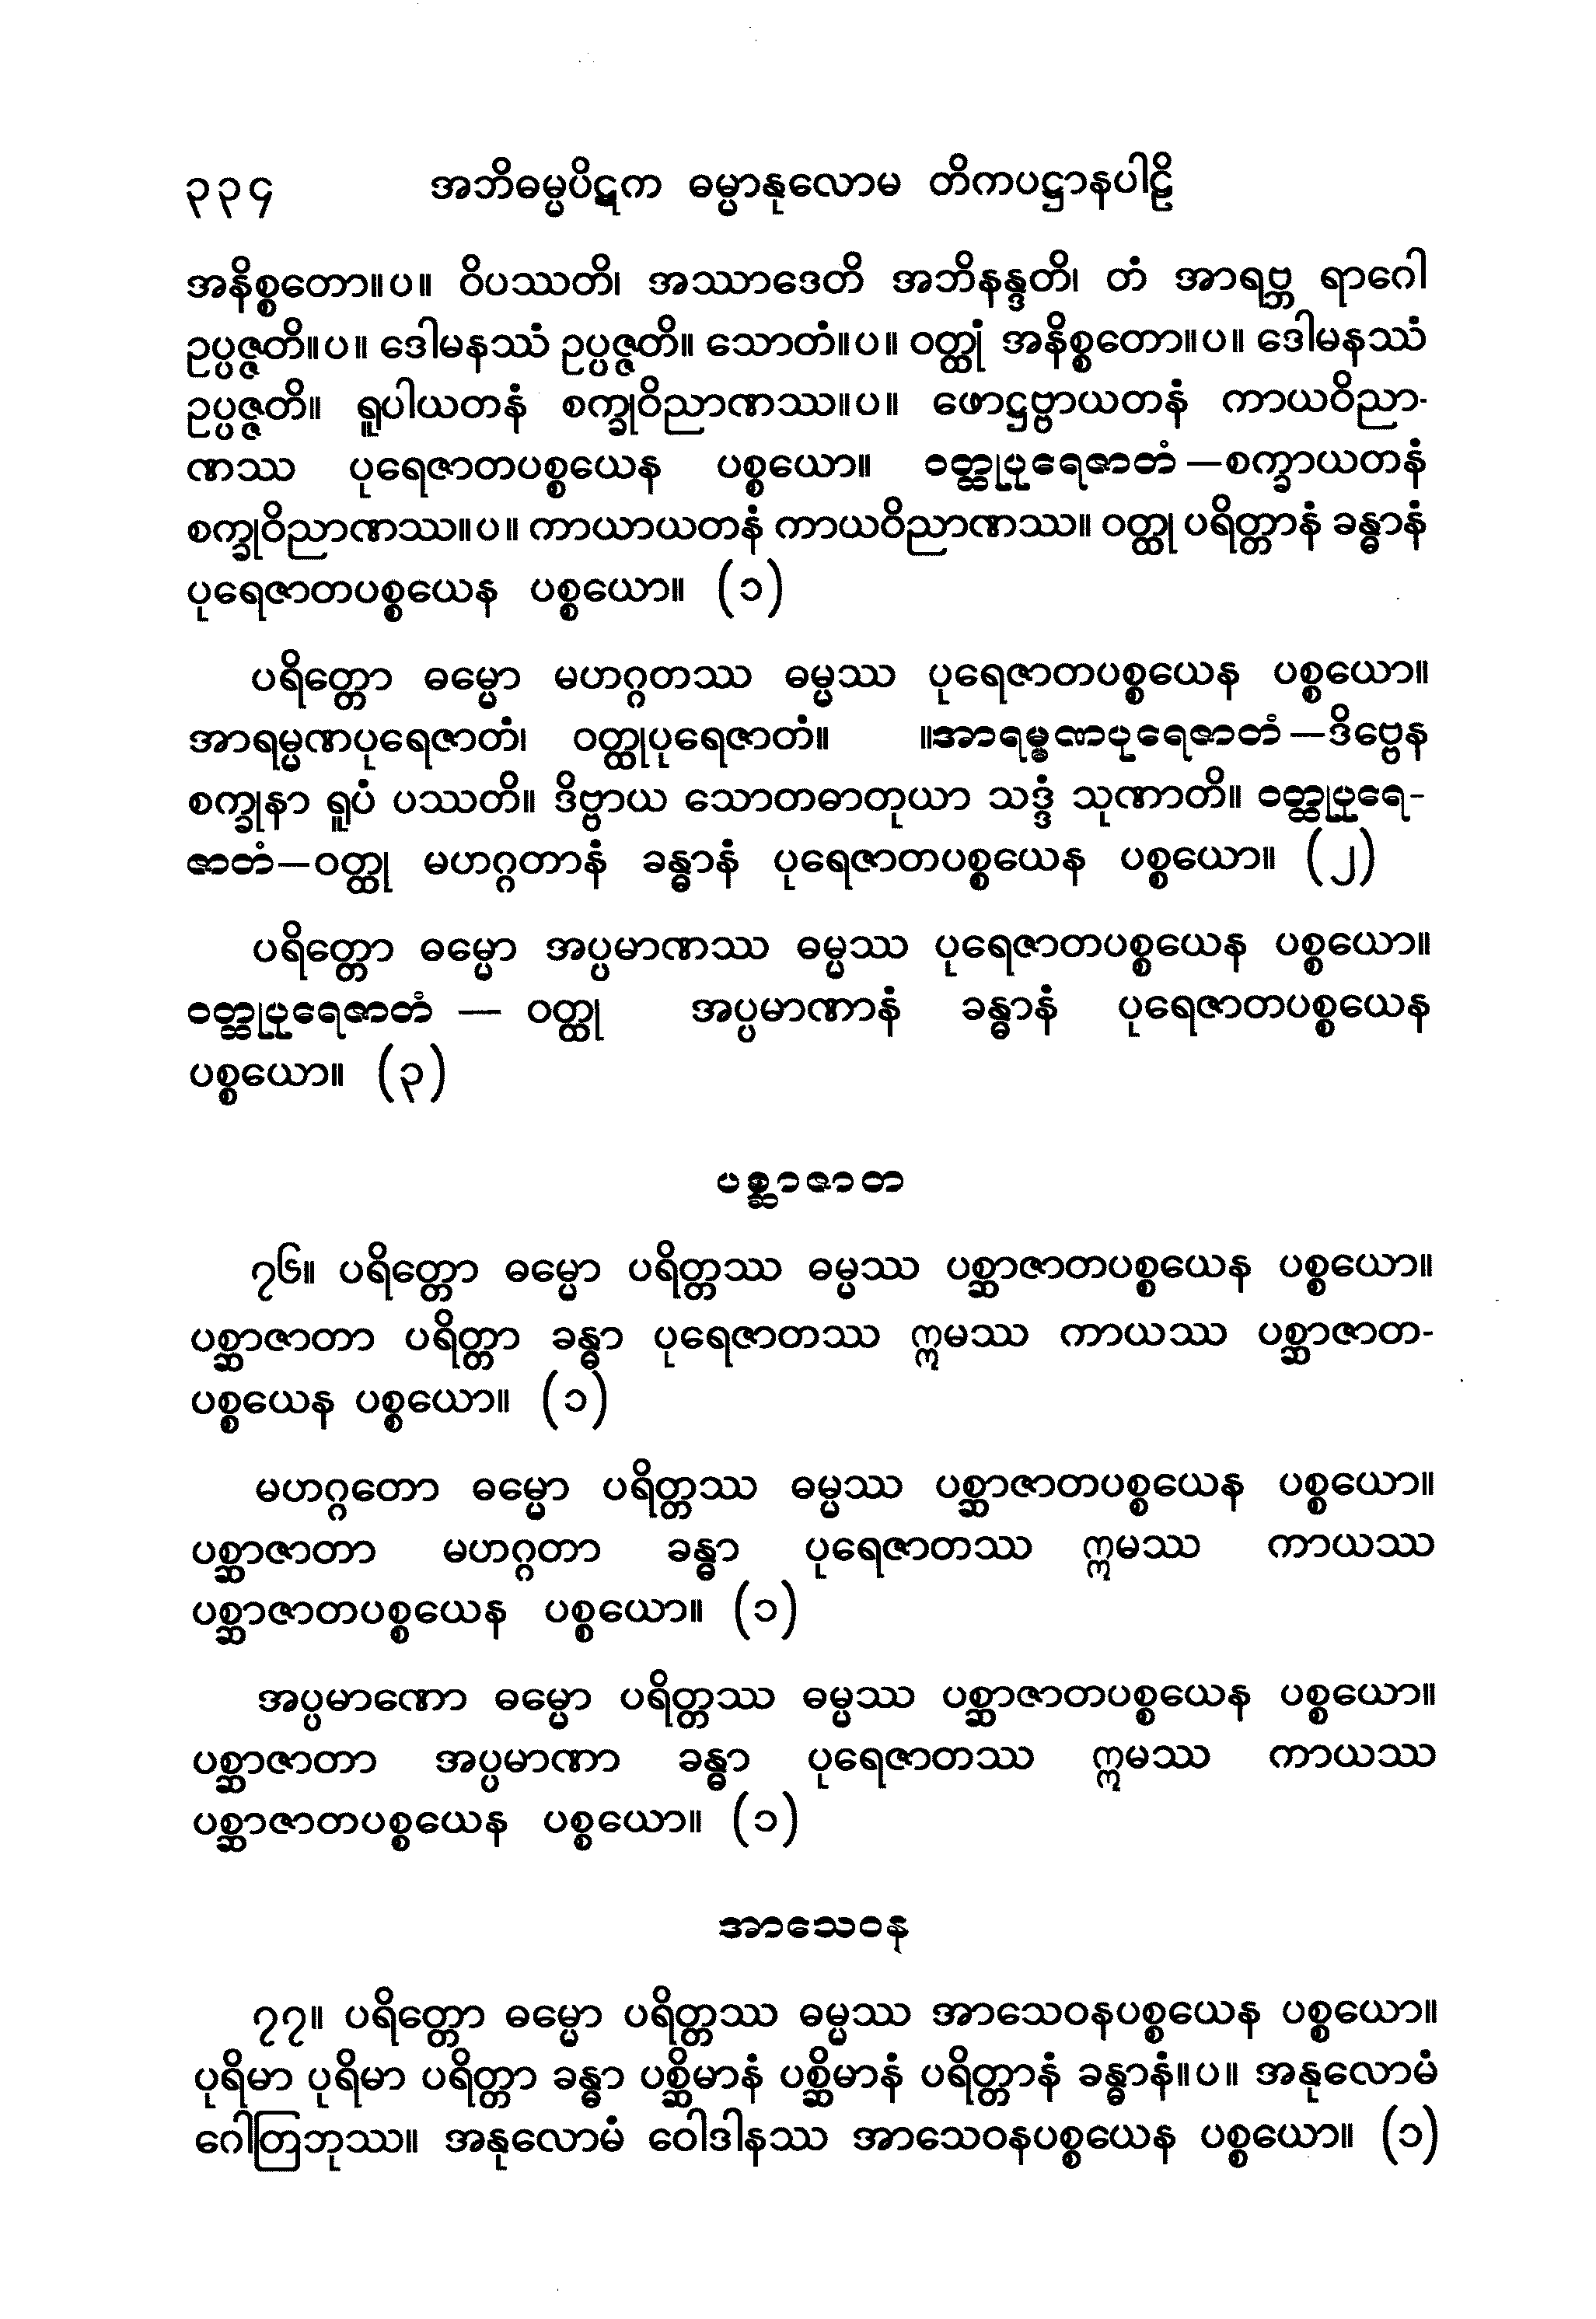 ၃၃၄ အဘိဓမ္မပိဋက ဓမ္မာနုလောမ တိကပဋ္ဌာနပါဠိ
အနိစ္စတော။ပ။ ဝိပဿတိ၊ အဿာဒေတိ အဘိနန္ဒတိ၊ တံ အာရဗ္ဘ ရာဂေါ
ဥပ္ပဇ္ဇတိ။ပ။ ဒေါမနဿံ ဥပ္ပဇ္ဇတိ။ သောတံ။ပ။ ဝတ္ထုံ အနိစ္စတော။ပ။ ဒေါမနဿံ
ဥပ္ပဇ္ဇတိ။ ရူပါယတနံ စက္ခုဝိညာဏဿ။ပ။ ဖောဋ္ဌဗ္ဗာယတနံ ကာယဝိညာ-
ဏဿ ပုရေဇာတပစ္စယေန ပစ္စယော။ ဝတ္ထုပုရေဇာတံ —စက္ခာယတနံ
စက္ခုဝိညာဏဿ။ပ။ ကာယာယတနံ ကာယဝိညာဏဿ။ ဝတ္ထု ပရိတ္တာနံ ခန္ဓာနံ
ပုရေဇာတပစ္စယေန ပစ္စယော။ (၁)
ပရိတ္တော ဓမ္မော မဟဂ္ဂတဿ ဓမ္မဿ ပုရေဇာတပစ္စယေန ပစ္စယော။
အာရမ္မဏပုရေဇာတံ၊ ဝတ္ထုပုရေဇာတံ။ ။အာရမ္မဏပုရေဇာတံ—ဒိဗ္ဗေန
စက္ခုနာ ရူပံ ပဿတိ။ ဒိဗ္ဗာယ သောတဓာတုယာ သဒ္ဒံ သုဏာတိ။ ဝတ္ထုပုရေ-
ဇာတံ—ဝတ္ထု မဟဂ္ဂတာနံ ခန္ဓာနံ ပုရေဇာတပစ္စယေန ပစ္စယော။ (၂)
ပရိတ္တော ဓမ္မော အပ္ပမာဏဿ ဓမ္မဿ ပုရေဇာတပစ္စယေန ပစ္စယော။
ဝတ္ထုပုရေဇာတံ — ဝတ္ထု အပ္ပမာဏာနံ ခန္ဓာနံ ပုရေဇာတပစ္စယေန
ပစ္စယော။ (၃)
ပစ္ဆာဇာတ
၇၆။ ပရိတ္တော ဓမ္မော ပရိတ္တဿ ဓမ္မဿ ပစ္ဆာဇာတပစ္စယေန ပစ္စယော။
ပစ္ဆာဇာတာ ပရိတ္တာ ခန္ဓာ ပုရေဇာတဿ ဣမဿ ကာယဿ ပစ္ဆာဇာတ-
ပစ္စယေန ပစ္စယော။ (၁)
မဟဂ္ဂတော ဓမ္မော ပရိတ္တဿ ဓမ္မဿ ပစ္ဆာဇာတပစ္စယေန ပစ္စယော။
ပစ္ဆာဇာတာ မဟဂ္ဂတာ ခန္ဓာ ပုရေဇာတဿ ဣမဿ ကာယဿ
ပစ္ဆာဇာတပစ္စယေန ပစ္စယော။ (၁)
အပ္ပမာဏော ဓမ္မော ပရိတ္တဿ ဓမ္မဿ ပစ္ဆာဇာတပစ္စယေန ပစ္စယော။
ပစ္ဆာဇာတာ အပ္ပမာဏာ ခန္ဓာ ပုရေဇာတဿ ဣမဿ ကာယဿ
ပစ္ဆာဇာတပစ္စယေန ပစ္စယော။ (၁)
အာသေဝန
၇၇။ ပရိတ္တော ဓမ္မော ပရိတ္တဿ ဓမ္မဿ အာသေဝနပစ္စယေန ပစ္စယော။
ပုရိမာ ပုရိမာ ပရိတ္တာ ခန္ဓာ ပစ္ဆိမာနံ ပစ္ဆိမာနံ ပရိတ္တာနံ ခန္ဓာနံ။ပ။ အနုလောမံ
ဂေါတြဘုဿ။ အနုလောမံ ဝေါဒါနဿ အာသေဝနပစ္စယေန ပစ္စယော။ (၁)